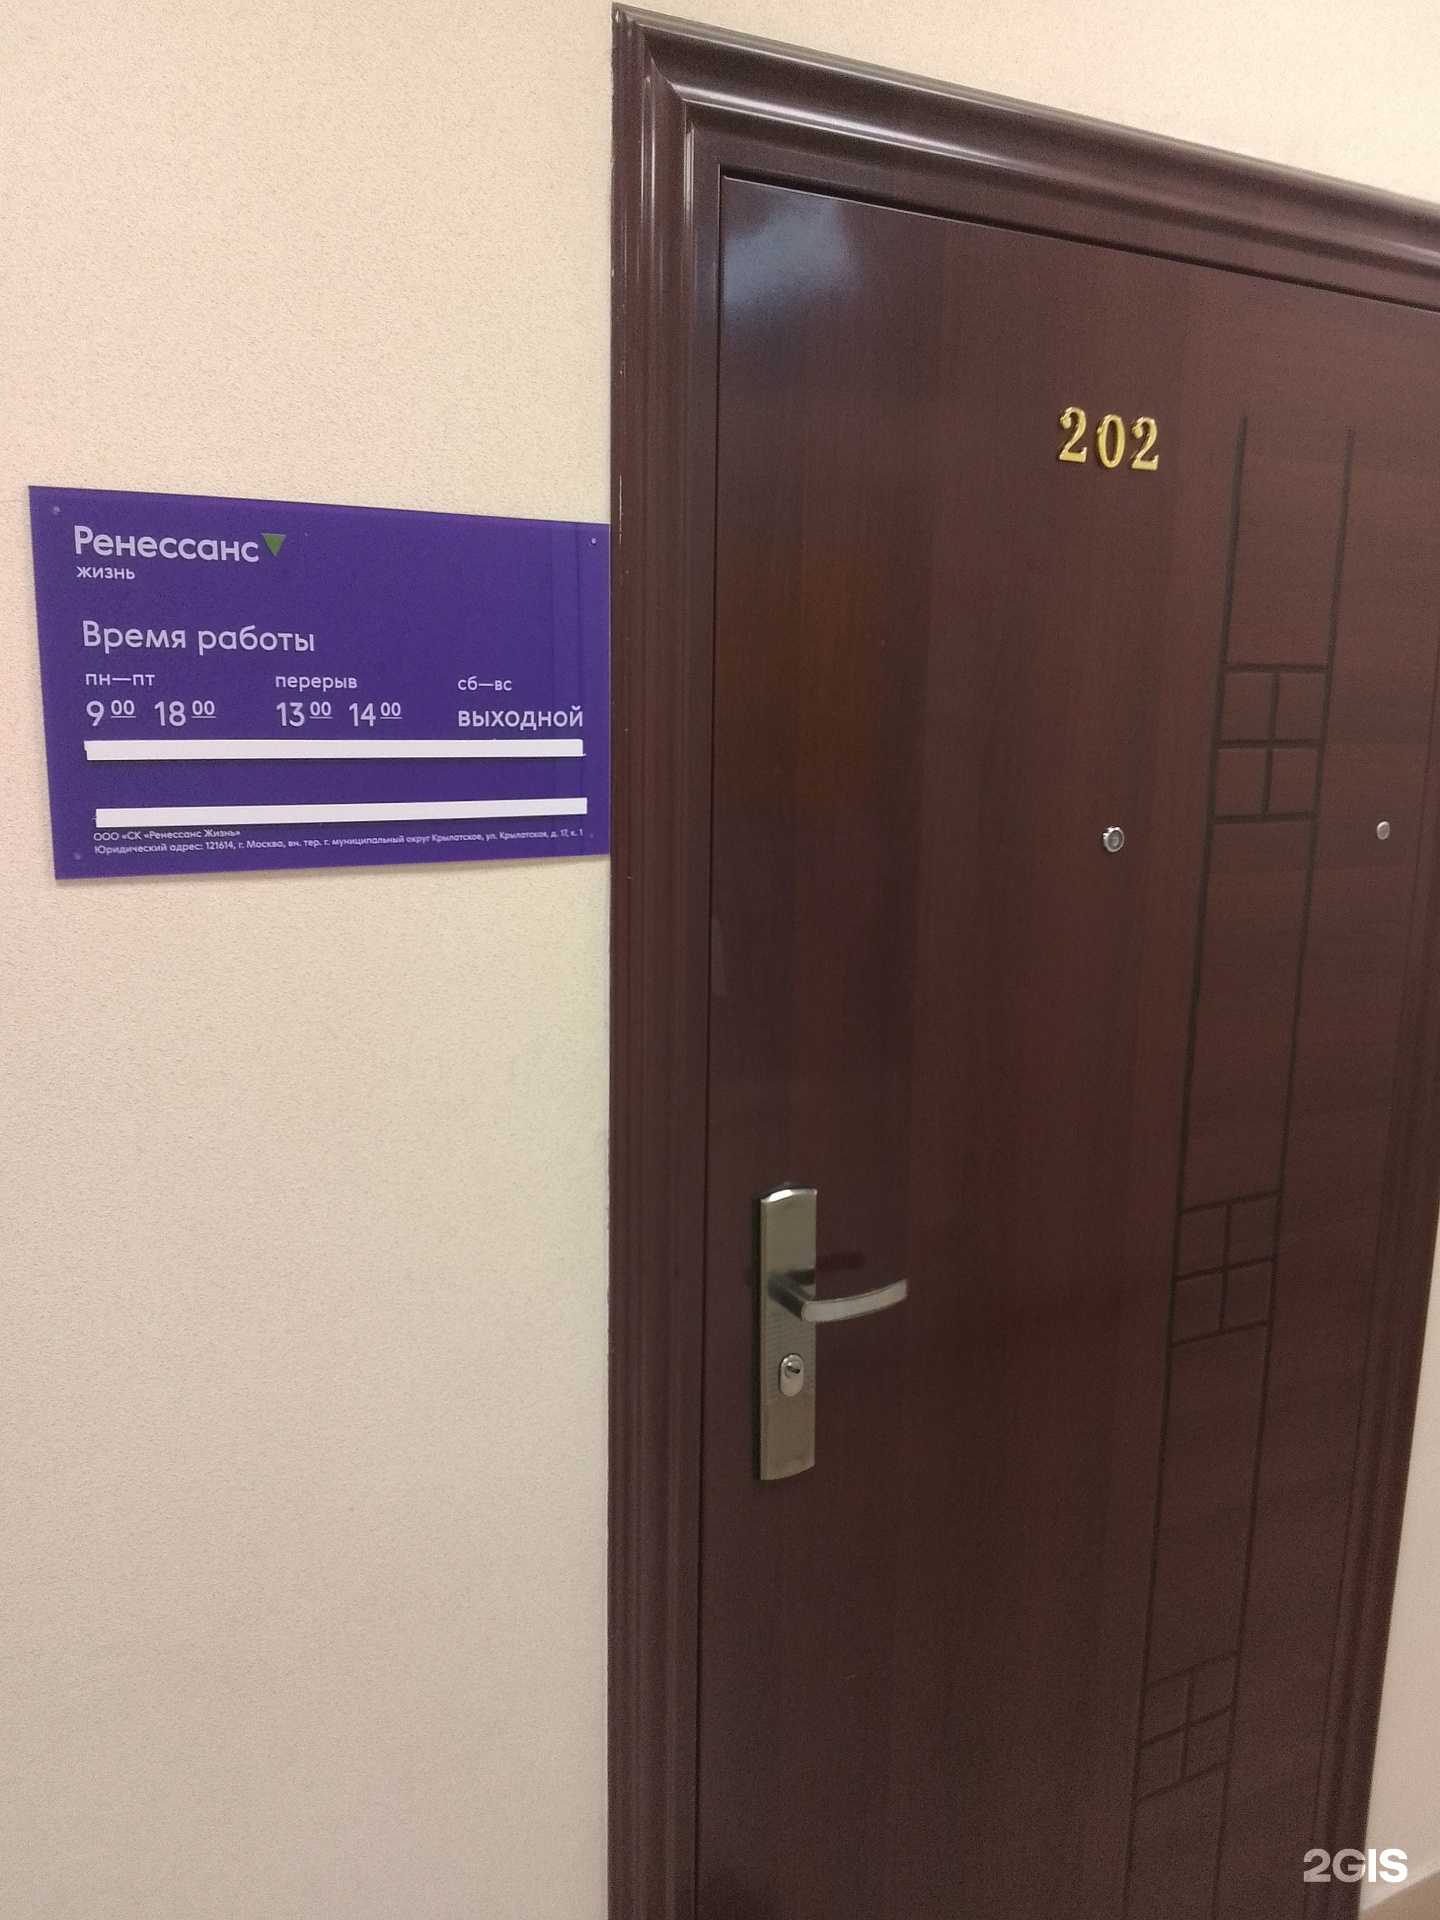 Ренессанс
жизнь
Время работы
пн—пт перерыв сб—вс
9 00 18 00 13 00 14 00 выходной
ООО «СК «Ренессанс Жизнь»
Юридический адрес: 121614, г. Москва, вн. тер. г. муниципальный округ Крылатское, ул. Крылатская, д. 17, к. 1
202
2GIS